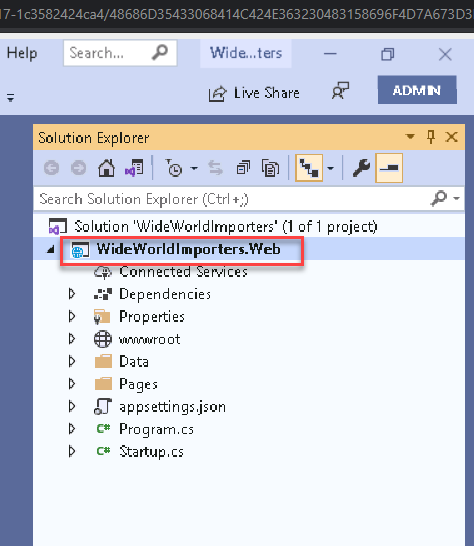 17-1c3582424ca4/48686D35433068414C424E363230483158696F4D7A673D3
Help Search... Wide...ters
Live Share ADMIN
Solution Explorer
Search Solution Explorer (Ctrl+;)
Solution 'WideWorldImporters' (1 of 1 project)
WideWorldImporters.Web
Connected Services
Dependencies
Properties
wwwroot
Data
Pages
appsettings.json
C# Program.cs
C# Startup.cs